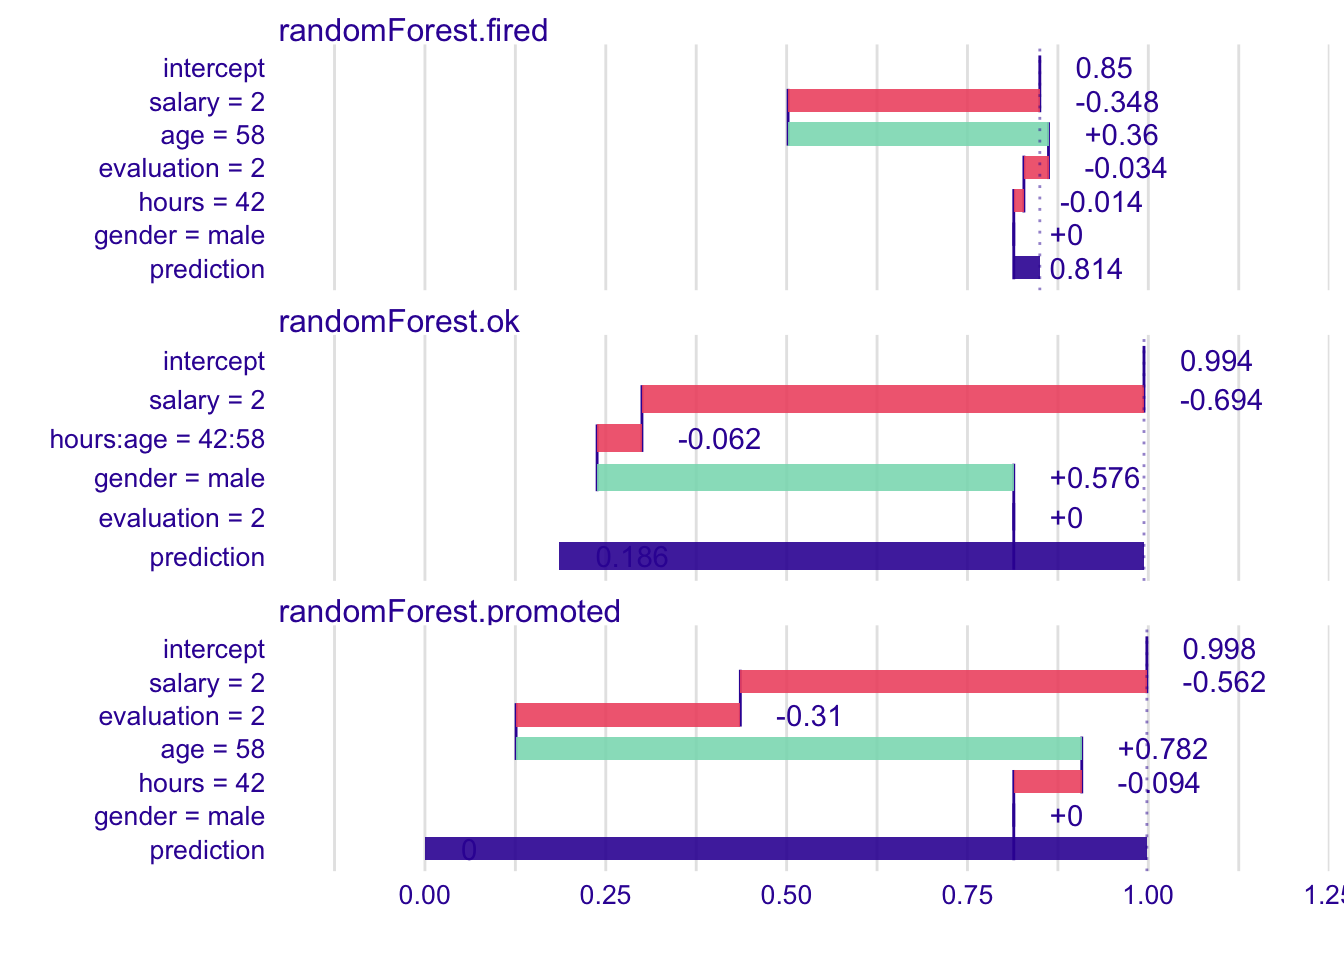 randomForest.fired
intercept 0.85
salary = 2 -0.348
age = 58 +0.36
evaluation = 2 -0.034
hours = 42 -0.014
gender = male +0
prediction 0.814
randomForest.ok
intercept 0.994
salary = 2 -0.694
hours:age = 42:58 -0.062
gender = male +0.576
evaluation = 2 +0
prediction 0.186
randomForest.promoted
intercept 0.998
salary = 2 -0.562
evaluation = 2 -0.31
age = 58 +0.782
hours = 42 -0.094
gender = male +0
prediction 0
0.00 0.25 0.50 0.75 1.00 1.25